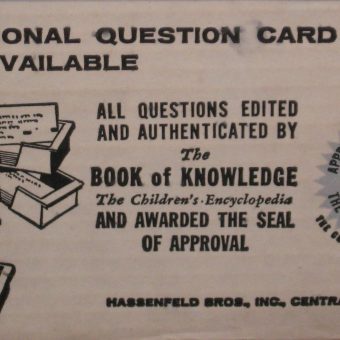 ONAL QUESTION CARD
VAILABLE
ALL QUESTIONS EDITED
AND AUTHENTICATED BY
The
BOOK of KNOWLEDGE
The Children's Encyclopedia
AND AWARDED THE SEAL
OF APPROVAL
HASSENFELD BROS., INC., CENTRA